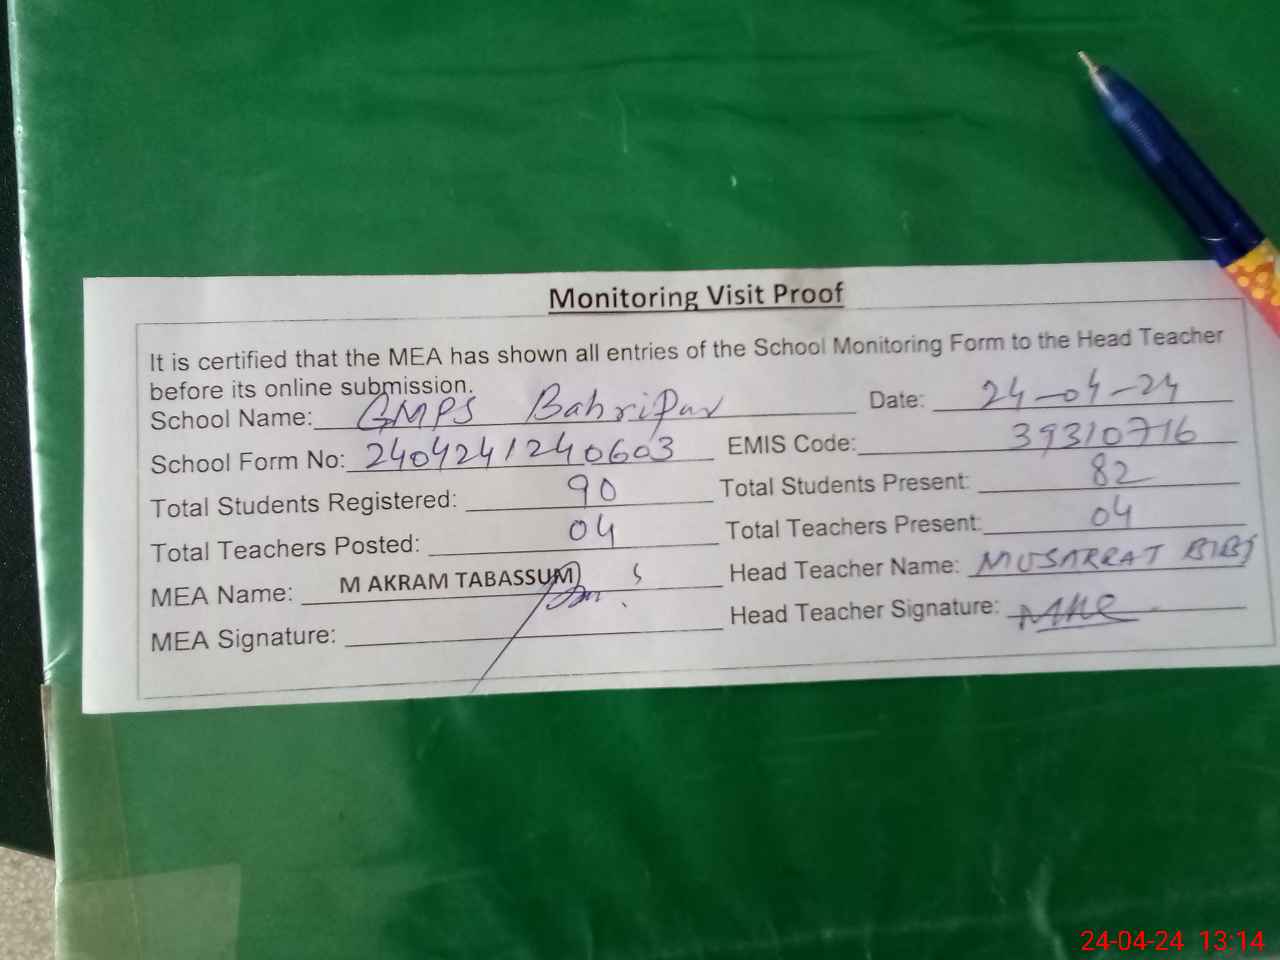 Monitoring Visit Proof
It is certified that the MEA has shown all entries of the School Monitoring Form to the Head Teacher
before its online submission.
School Name: GMPS Bahripur Date: 24-04-24
School Form No: 2404241240603 EMIS Code: 39310716
Total Students Registered: 90 Total Students Present: 82
Total Teachers Posted: 04 Total Teachers Present: 04
MEA Name: M AKRAM TABASSUM Head Teacher Name: MUSARRAT BIBI
MEA Signature: Head Teacher Signature:
24-04-24 13:14